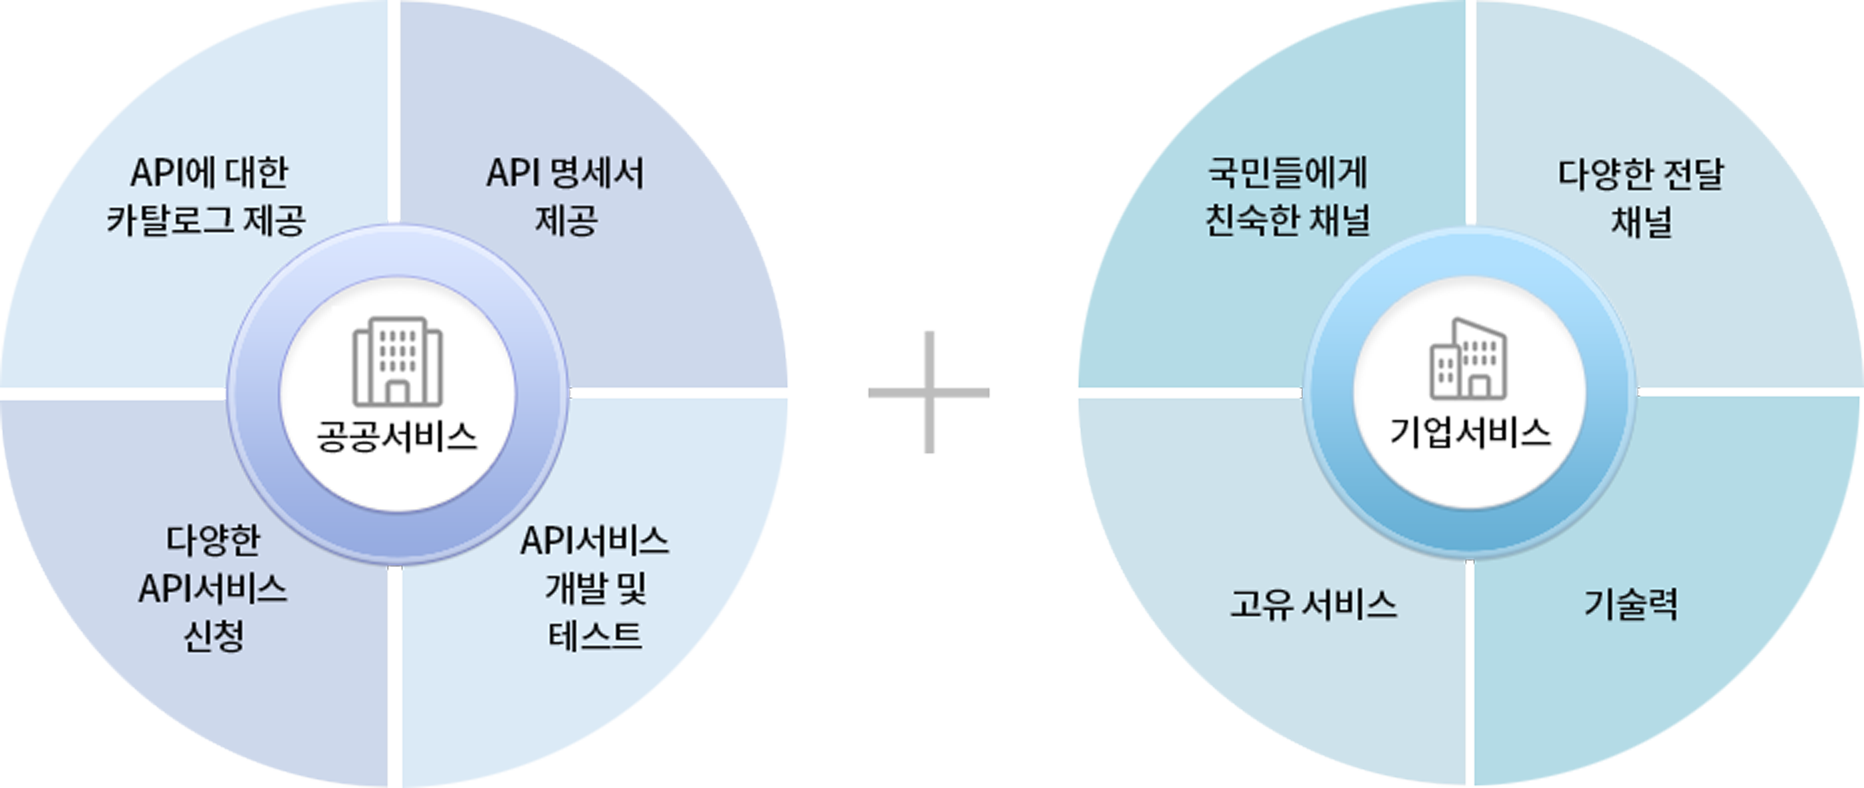 API에 대한
카탈로그 제공
API 명세서
제공
공공서비스
다양한
API서비스
신청
API서비스
개발 및
테스트
국민들에게
친숙한 채널
다양한 전달
채널
기업서비스
고유 서비스
기술력